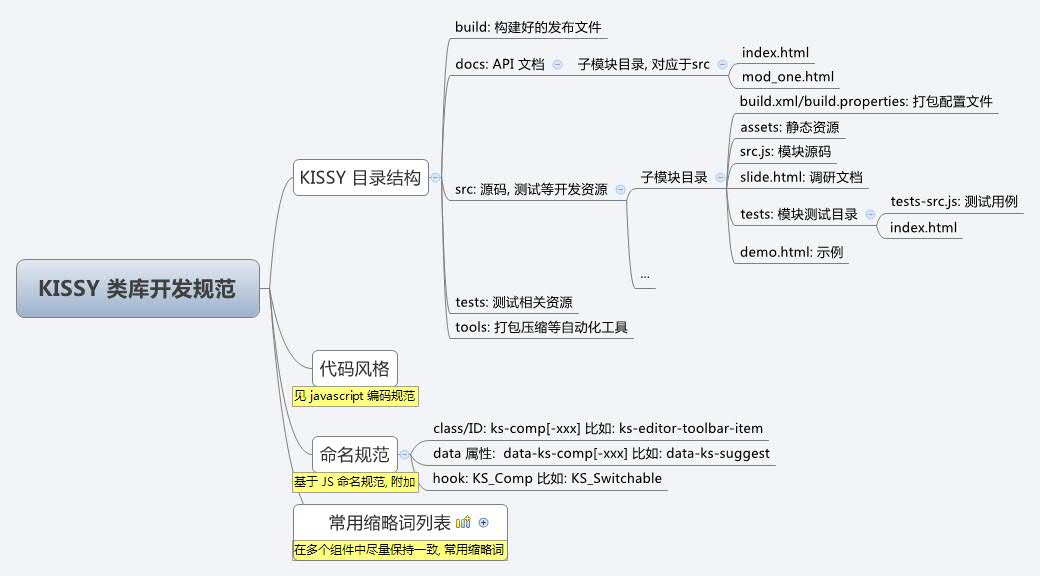 KISSY 类库开发规范
KISSY 目录结构
build: 构建好的发布文件
docs: API 文档
子模块目录, 对应于src
index.html
mod_one.html
src: 源码, 测试等开发资源
子模块目录
build.xml/build.properties: 打包配置文件
assets: 静态资源
src.js: 模块源码
slide.html: 调研文档
tests: 模块测试目录
tests-src.js: 测试用例
index.html
demo.html: 示例
...
tests: 测试相关资源
tools: 打包压缩等自动化工具
代码风格
见 javascript 编码规范
命名规范
基于 JS 命名规范, 附加
class/ID: ks-comp[-xxx] 比如: ks-editor-toolbar-item
data 属性:  data-ks-comp[-xxx] 比如: data-ks-suggest
hook: KS_Comp 比如: KS_Switchable
常用缩略词列表
在多个组件中尽量保持一致, 常用缩略词